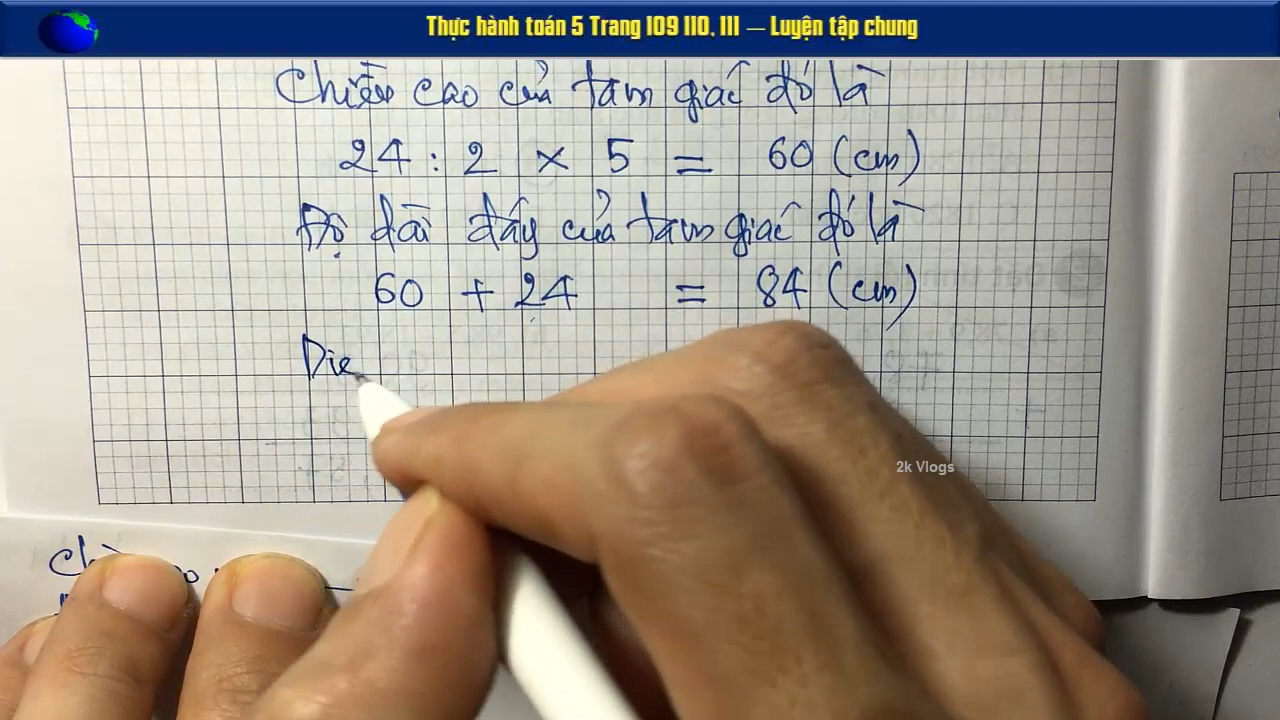 Thực hành toán 5 Trang 109 110, 111 – Luyện tập chung
Chiều cao của tam giác đó là
24 : 2 × 5 = 60 (cm)
Độ dài đáy của tam giác đó là
60 + 24 = 84 (cm)
Die
2k Vlogs